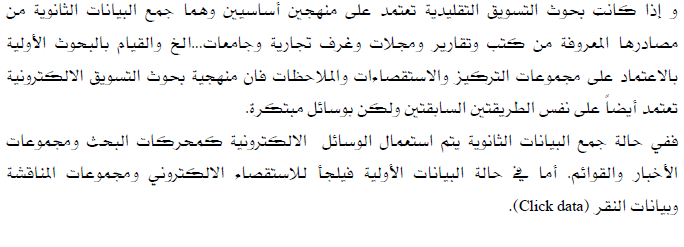 و إذا كانت بحوث التسويق التقليدية تعتمد على منهجين أساسيين وهما جمع البيانات الثانوية من
مصادرها المعروفة من كتب وتقارير ومجلات وغرف تجارية وجامعات...الخ والقيام بالبحوث الأولية
بالاعتماد على مجموعات التركيز والاستقصاءات والملاحظات فان منهجية بحوث التسويق الالكترونية
تعتمد أيضاً على نفس الطريقتين السابقتين ولكن بوسائل مبتكرة.
ففي حالة جمع البيانات الثانوية يتم استعمال الوسائل الالكترونية كمحركات البحث ومجموعات
الأخبار والقوائم. أما في حالة البيانات الأولية فيلجأ للاستقصاء الالكتروني ومجموعات المناقشة
وبيانات النقر (Click data).